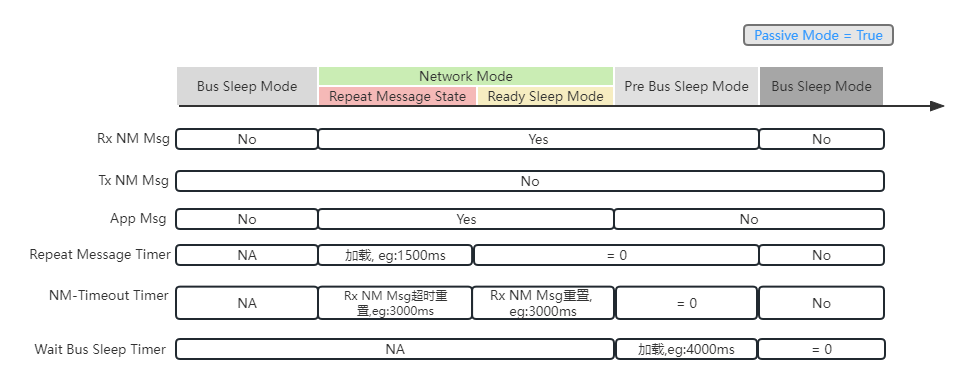 Passive Mode = True
Bus Sleep Mode
Network Mode
Pre Bus Sleep Mode
Bus Sleep Mode
Repeat Message State
Ready Sleep Mode
Rx NM Msg
No
Yes
No
Tx NM Msg
No
App Msg
No
Yes
No
Repeat Message Timer
NA
加载, eg:1500ms
= 0
No
NM-Timeout Timer
NA
Rx NM Msg超时重
置,eg:3000ms
Rx NM Msg重置,
eg:3000ms
= 0
No
Wait Bus Sleep Timer
NA
加载,eg:4000ms
= 0